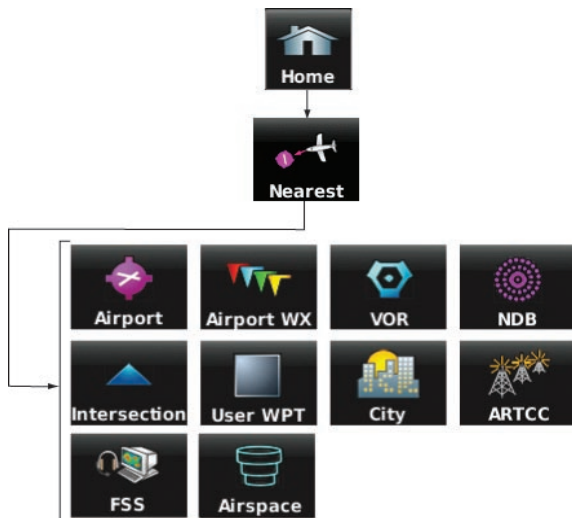 Home
Nearest
Airport
Airport WX
VOR
NDB
Intersection
User WPT
City
ARTCC
FSS
Airspace